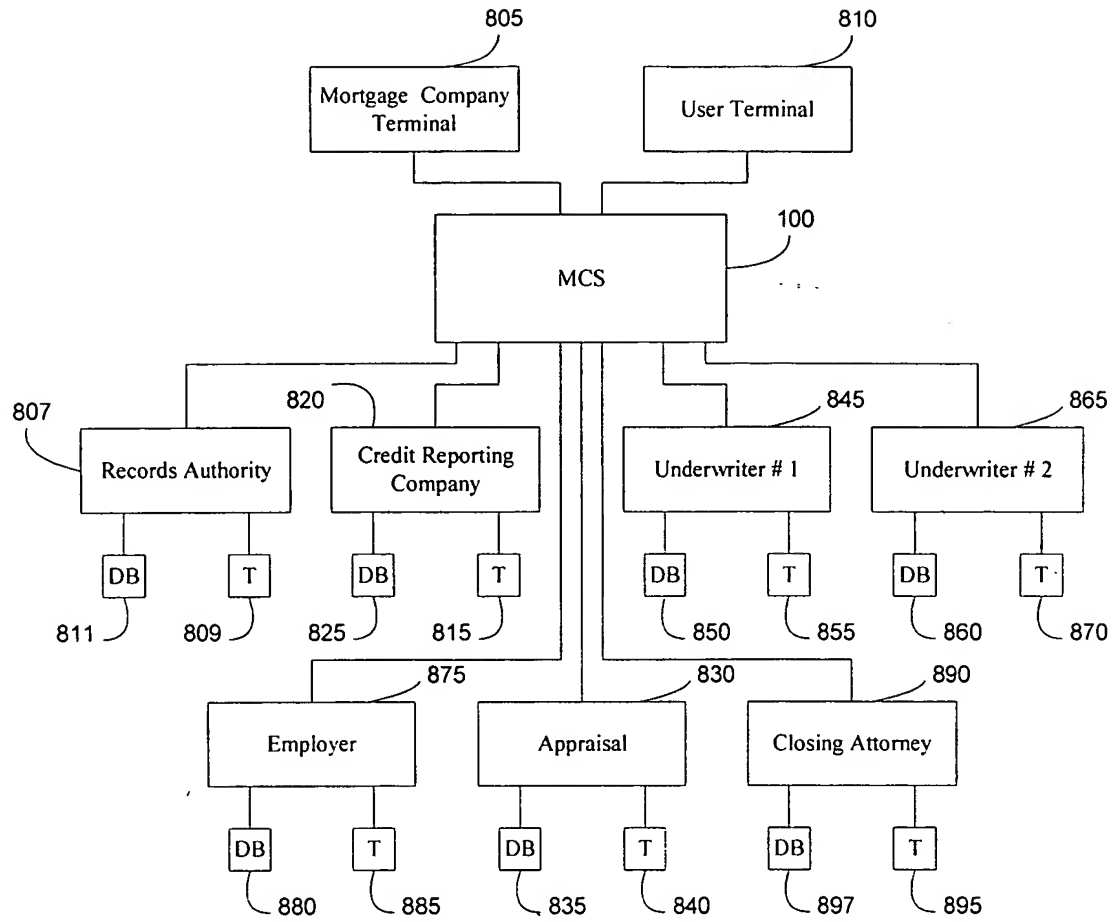 805
810
Mortgage Company
Terminal
User Terminal
100
MCS
807
820
845
865
Records Authority
Credit Reporting
Company
Underwriter # 1
Underwriter # 2
DB
T
DB
T
DB
T
DB
T
811
809
825
815
850
855
860
870
875
830
890
Employer
Appraisal
Closing Attorney
DB
T
DB
T
DB
T
880
885
835
840
897
895